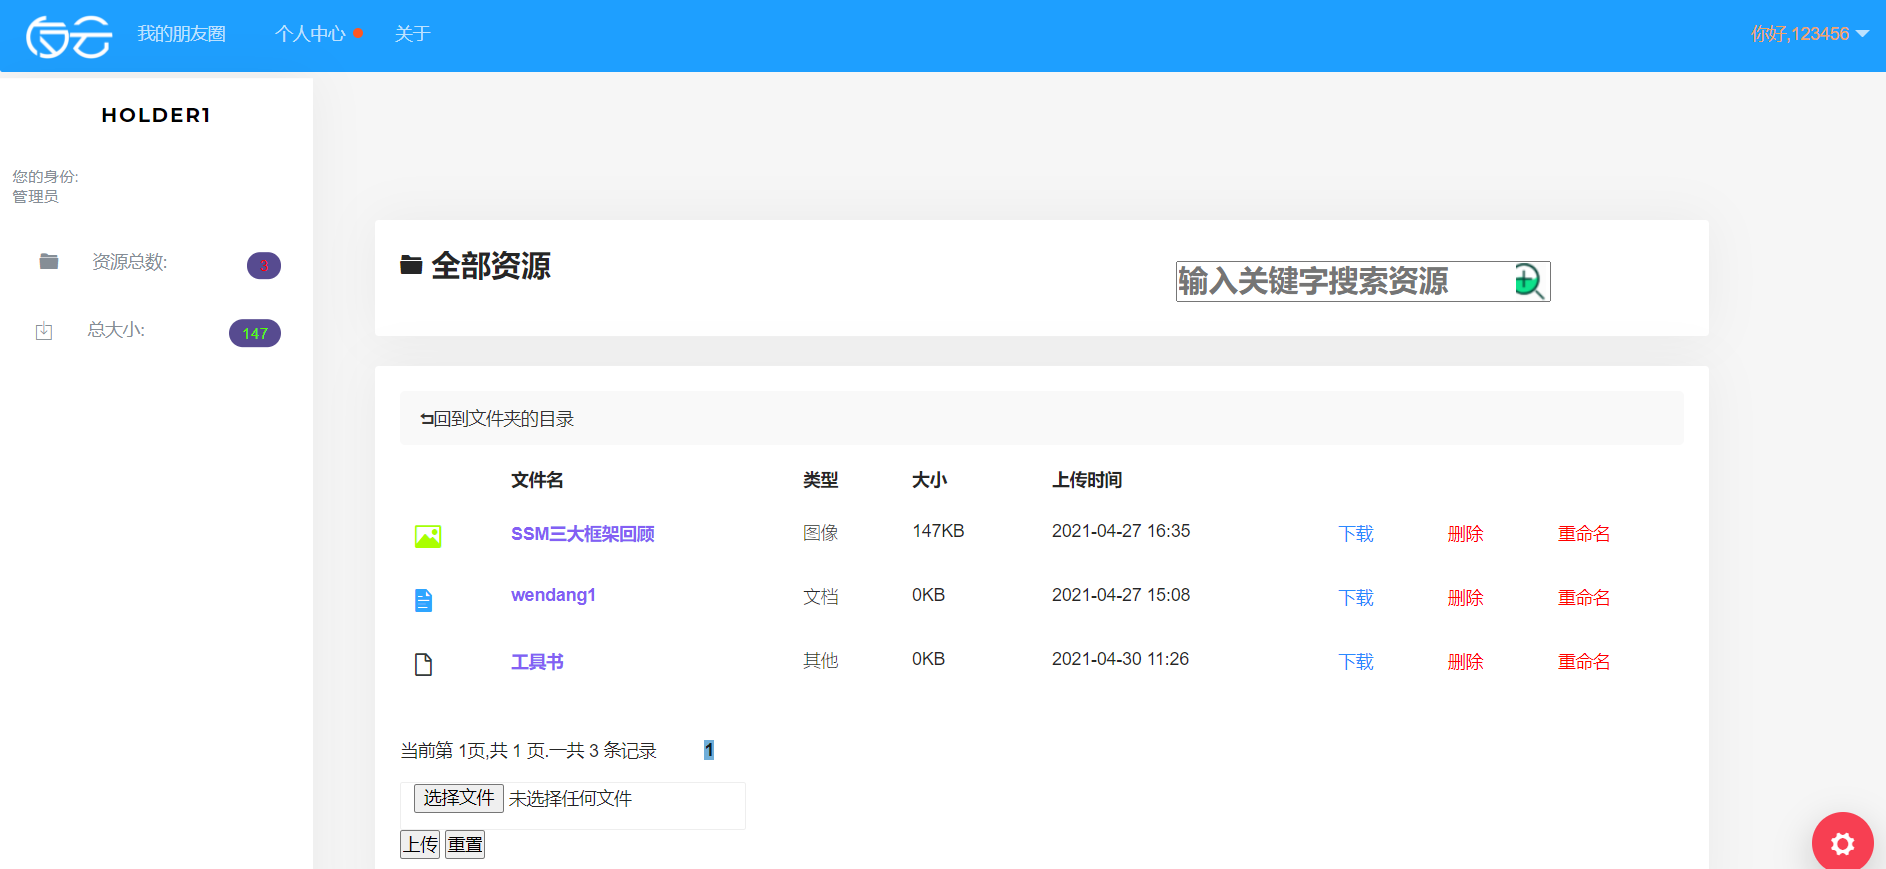 友云 我的朋友圈 个人中心 关于 你好,123456
HOLDER1
您的身份:
管理员
资源总数: 3
总大小: 147
全部资源
输入关键字搜索资源
回到文件夹的目录
文件名 类型 大小 上传时间
SSM三大框架回顾 图像 147KB 2021-04-27 16:35 下载 删除 重命名
wendang1 文档 0KB 2021-04-27 15:08 下载 删除 重命名
工具书 其他 0KB 2021-04-30 11:26 下载 删除 重命名
当前第 1页,共 1 页.一共 3 条记录 1
选择文件 未选择任何文件
上传 重置